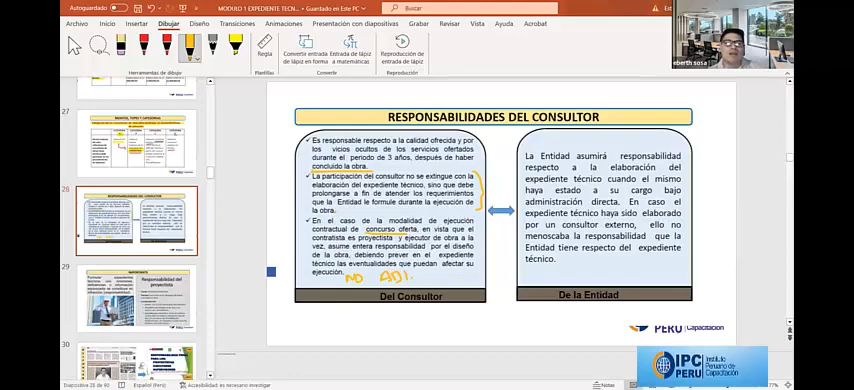 Autoguardado
MODULO 1 EXPEDIENTE TECN... • Guardado en Este PC
Buscar
Archivo Inicio Insertar Dibujar Diseño Transiciones Animaciones Presentación con diapositivas Grabar Revisar Vista Ayuda Acrobat
Regla
Convertir entrada de lápiz en forma
Entrada de lápiz a matemáticas
Reproducción de entrada de lápiz
Herramientas de dibujo
Plantillas
Convertir
Reproducción
eberth sosa
27
28
29
30
RESPONSABILIDADES DEL CONSULTOR
✓ Es responsable respecto a la calidad ofrecida y por
los vicios ocultos de los servicios ofertados
durante el periodo de 3 años, después de haber
concluido la obra.
✓ La participación del consultor no se extingue con la
elaboración del expediente técnico, sino que debe
prolongarse a fin de atender los requerimientos
que la Entidad le formule durante la ejecución de
la obra.
✓ En el caso de la modalidad de ejecución
contractual de concurso oferta, en vista que el
contratista es proyectista y ejecutor de obra a la
vez, asume entera responsabilidad por el diseño
de la obra, debiendo prever en el expediente
técnico las eventualidades que puedan afectar su
ejecución.
NO ADI.
Del Consultor
La Entidad asumirá responsabilidad
respecto a la elaboración del
expediente técnico cuando el mismo
haya estado a su cargo bajo
administración directa. En caso el
expediente técnico haya sido elaborado
por un consultor externo, ello no
menoscaba la responsabilidad que la
Entidad tiene respecto del expediente
técnico.
De la Entidad
PERÚ Capacitación
IPC
PERÚ
Instituto
Peruano de
Capacitación
Diapositiva 28 de 90 Español (Perú) Accesibilidad: es necesario investigar
Notas
77%